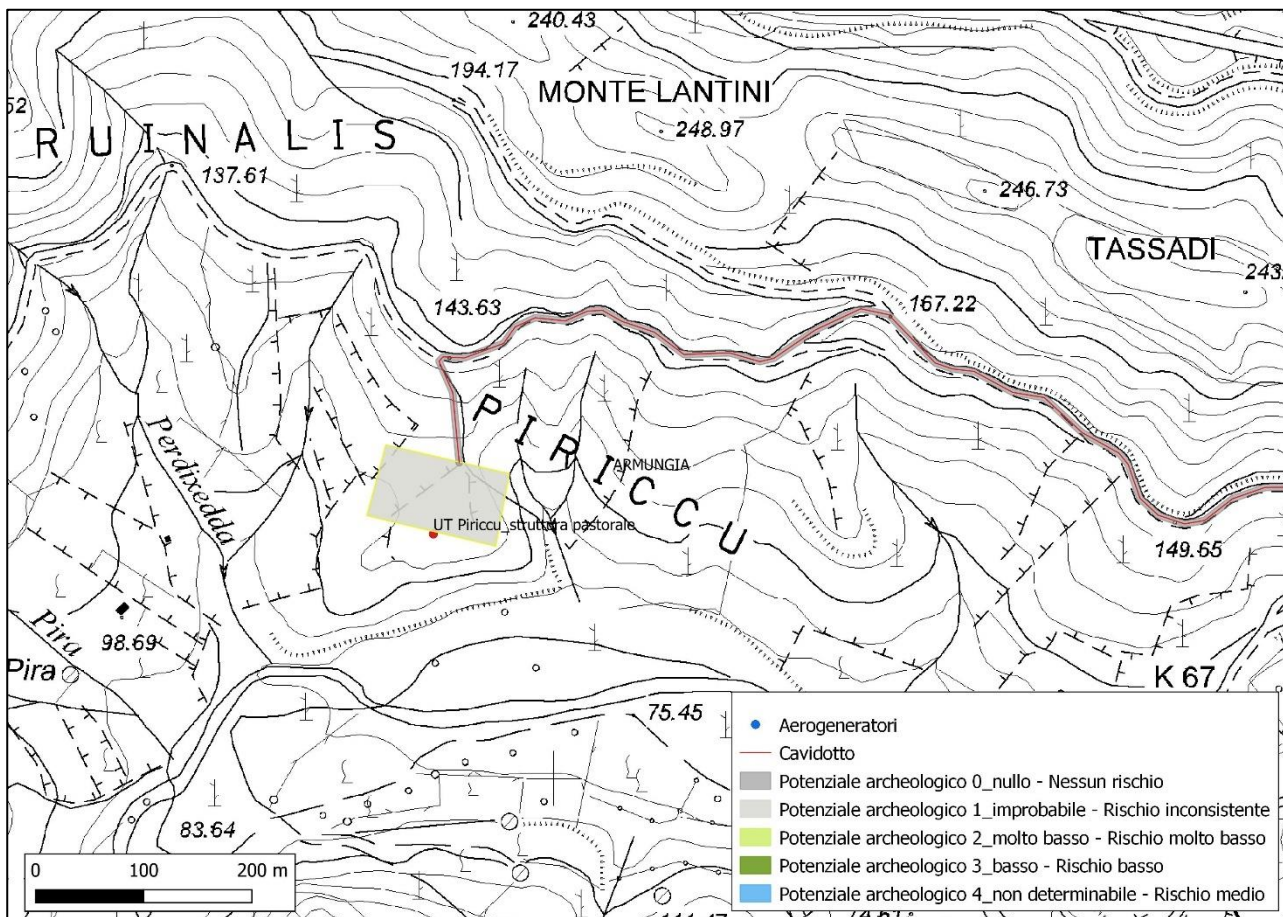 240.43
194.17
MONTE LANTINI
248.97
52
RUINALIS
137.61
246.73
TASSADI
243.
143.63
167.22
PIRICCU
ARMUNGIA
Perdixedda
UT Piriccu_struttura pastorale
149.65
Pira
98.69
Pira
K 67
75.45
83.64
Aerogeneratori
Cavidotto
Potenziale archeologico 0_nullo - Nessun rischio
Potenziale archeologico 1_improbabile - Rischio inconsistente
Potenziale archeologico 2_molto basso - Rischio molto basso
Potenziale archeologico 3_basso - Rischio basso
Potenziale archeologico 4_non determinabile - Rischio medio
0 100 200 m